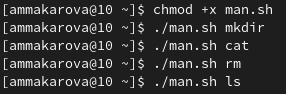 [ammakarova@10 ~]$ chmod +x man.sh
[ammakarova@10 ~]$ ./man.sh mkdir
[ammakarova@10 ~]$ ./man.sh cat
[ammakarova@10 ~]$ ./man.sh rm
[ammakarova@10 ~]$ ./man.sh ls